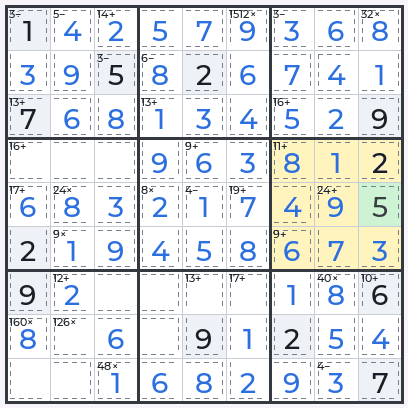 3÷ 5− 14+ 1512× 3− 32×
1 4 2 5 7 9 3 6 8
3− 6−
3 9 5 8 2 6 7 4 1
13+ 13+ 16+
7 6 8 1 3 4 5 2 9
16+ 9+ 11+
9 6 3 8 1 2
17+ 24× 8× 4− 19+ 24+
6 8 3 2 1 7 4 9 5
9× 9+
2 1 9 4 5 8 6 7 3
12+ 13+ 17+ 40× 10+
9 2 1 8 6
160× 126×
8 6 9 1 2 5 4
48× 4−
1 6 8 2 9 3 7